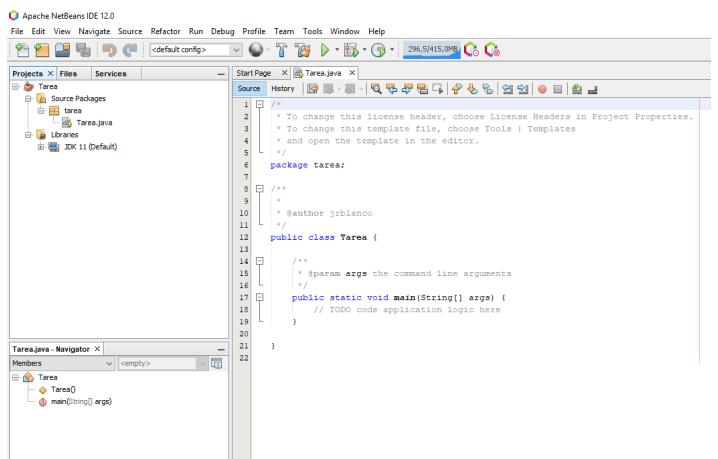 Apache NetBeans IDE 12.0
File Edit View Navigate Source Refactor Run Debug Profile Team Tools Window Help
<default config>
296,5/415,0MB
Projects Files Services
Tarea
Source Packages
tarea
Tarea.java
Libraries
JDK 11 (Default)
Start Page Tarea.java
Source History
1 /*
2 * To change this license header, choose License Headers in Project Properties.
3 * To change this template file, choose Tools | Templates
4 * and open the template in the editor.
5 */
6 package tarea;
7
8 /**
9 *
10 * @author jrblanco
11 */
12 public class Tarea {
13
14 /**
15 * @param args the command line arguments
16 */
17 public static void main(String[] args) {
18 // TODO code application logic here
19 }
20
21 }
22
Tarea.java - Navigator
Members <empty>
Tarea
Tarea()
main(String[] args)